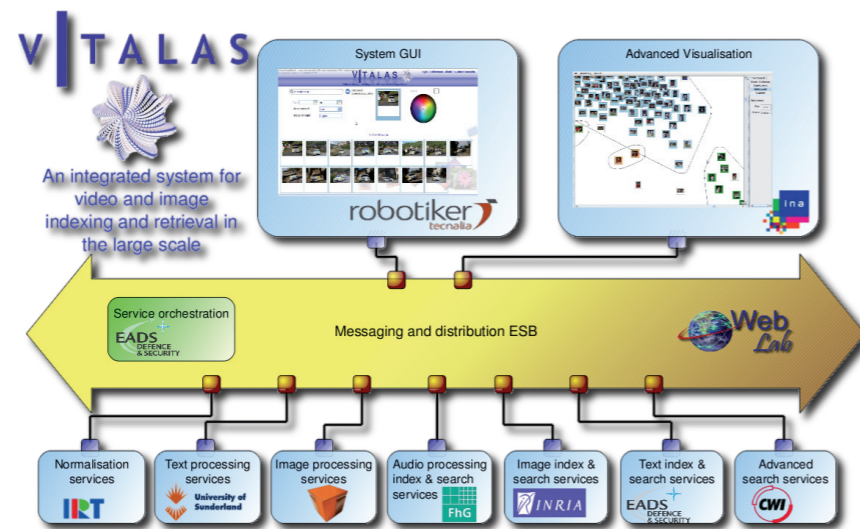 VITALAS
An integrated system for
video and image
indexing and retrieval in
the large scale
System GUI
VITALAS
robotiker
tecnalia
Advanced Visualisation
ina
Service orchestration
EADS
DEFENCE
& SECURITY
Messaging and distribution ESB
Web
Lab
Normalisation
services
IRT
Text processing
services
University of
Sunderland
Image processing
services
Audio processing
index & search
services
FhG
Image index &
search services
INRIA
Text index &
search services
EADS
DEFENCE
& SECURITY
Advanced
search services
CWI